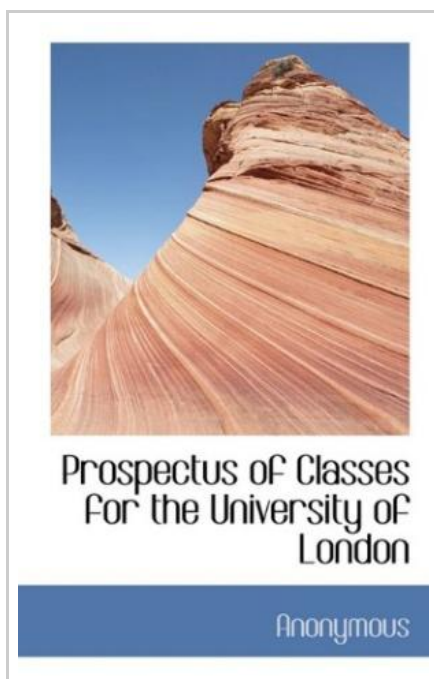 Prospectus of Classes
for the University of
London
Anonymous